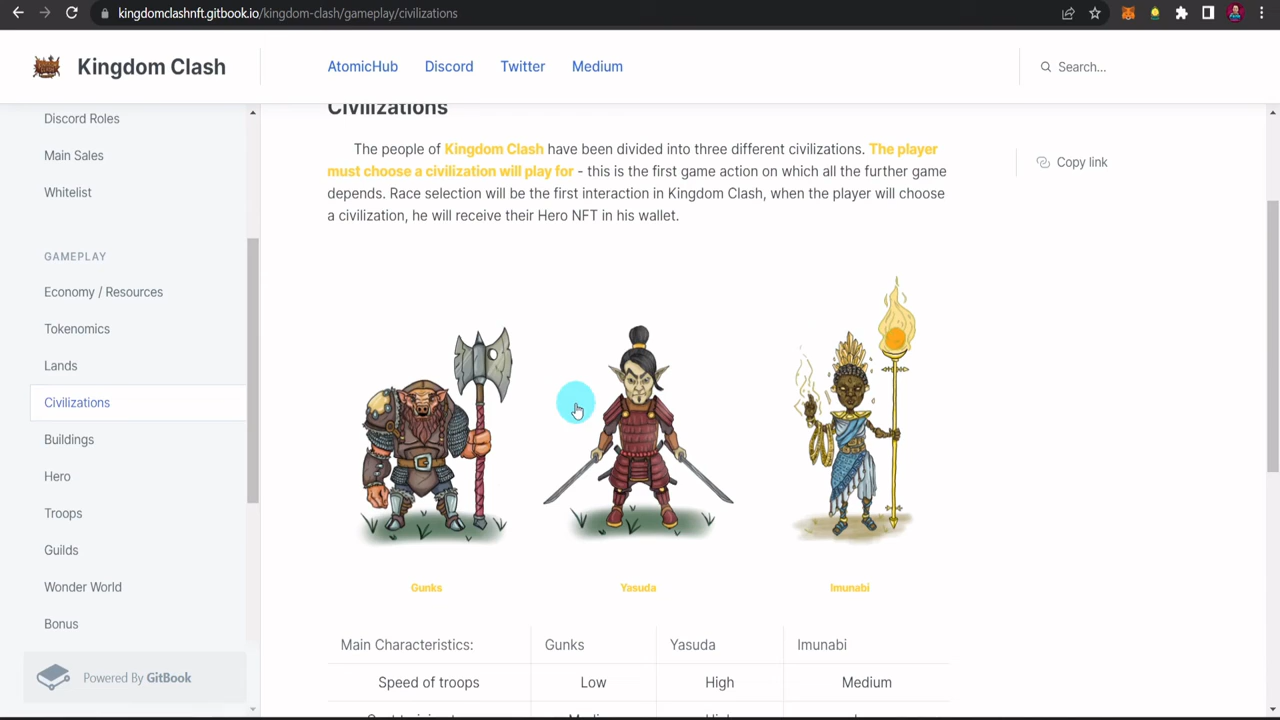 kingdomclashnft.gitbook.io/kingdom-clash/gameplay/civilizations
Kingdom Clash
AtomicHub
Discord
Twitter
Medium
Search...
Discord Roles
Main Sales
Whitelist
GAMEPLAY
Economy / Resources
Tokenomics
Lands
Civilizations
Buildings
Hero
Troops
Guilds
Wonder World
Bonus
Powered By GitBook
Civilizations
The people of Kingdom Clash have been divided into three different civilizations. The player
must choose a civilization will play for - this is the first game action on which all the further game
depends. Race selection will be the first interaction in Kingdom Clash, when the player will choose
a civilization, he will receive their Hero NFT in his wallet.
Copy link
Gunks
Yasuda
Imunabi
Main Characteristics: Gunks Yasuda Imunabi
Speed of troops Low High Medium